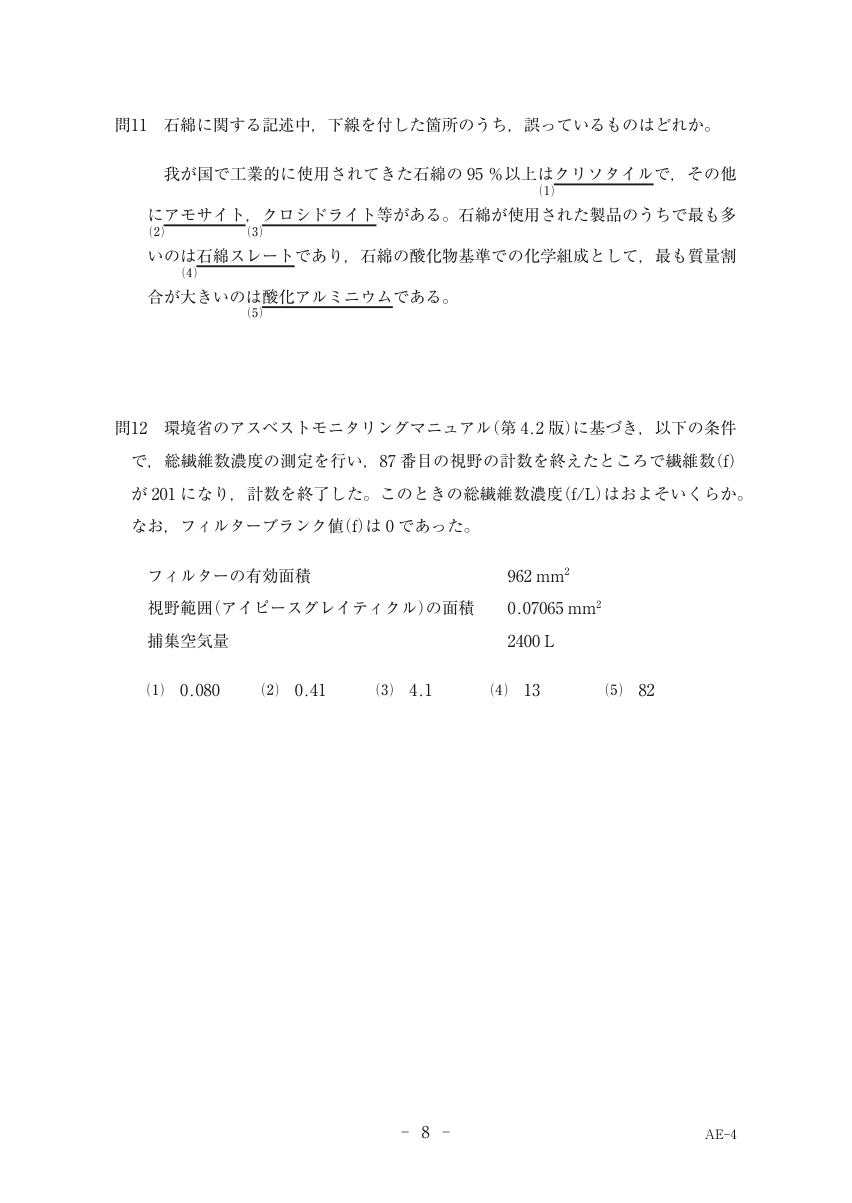 問11　石綿に関する記述中，下線を付した箇所のうち，誤っているものはどれか。
我が国で工業的に使用されてきた石綿の 95 ％以上はクリソタイルで，その他
(1)
にアモサイト，クロシドライト等がある。石綿が使用された製品のうちで最も多
(2) (3)
いのは石綿スレートであり，石綿の酸化物基準での化学組成として，最も質量割
(4)
合が大きいのは酸化アルミニウムである。
(5)
問12　環境省のアスベストモニタリングマニュアル(第 4.2 版)に基づき，以下の条件
で，総繊維数濃度の測定を行い，87 番目の視野の計数を終えたところで繊維数(f)
が 201 になり，計数を終了した。このときの総繊維数濃度(f/L)はおよそいくらか。
なお，フィルターブランク値(f)は 0 であった。
フィルターの有効面積　962 mm²
視野範囲(アイピースグレイティクル)の面積　0.07065 mm²
捕集空気量　2400 L
(1) 0.080　(2) 0.41　(3) 4.1　(4) 13　(5) 82
- 8 -
AE-4